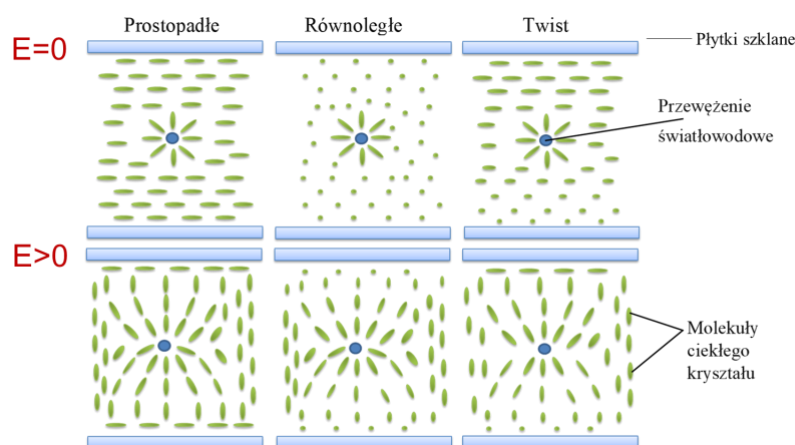 Prostopadłe
Równoległe
Twist
E=0
Płytki szklane
Przewężenie
światłowodowe
E>0
Molekuły
ciekłego
kryształu